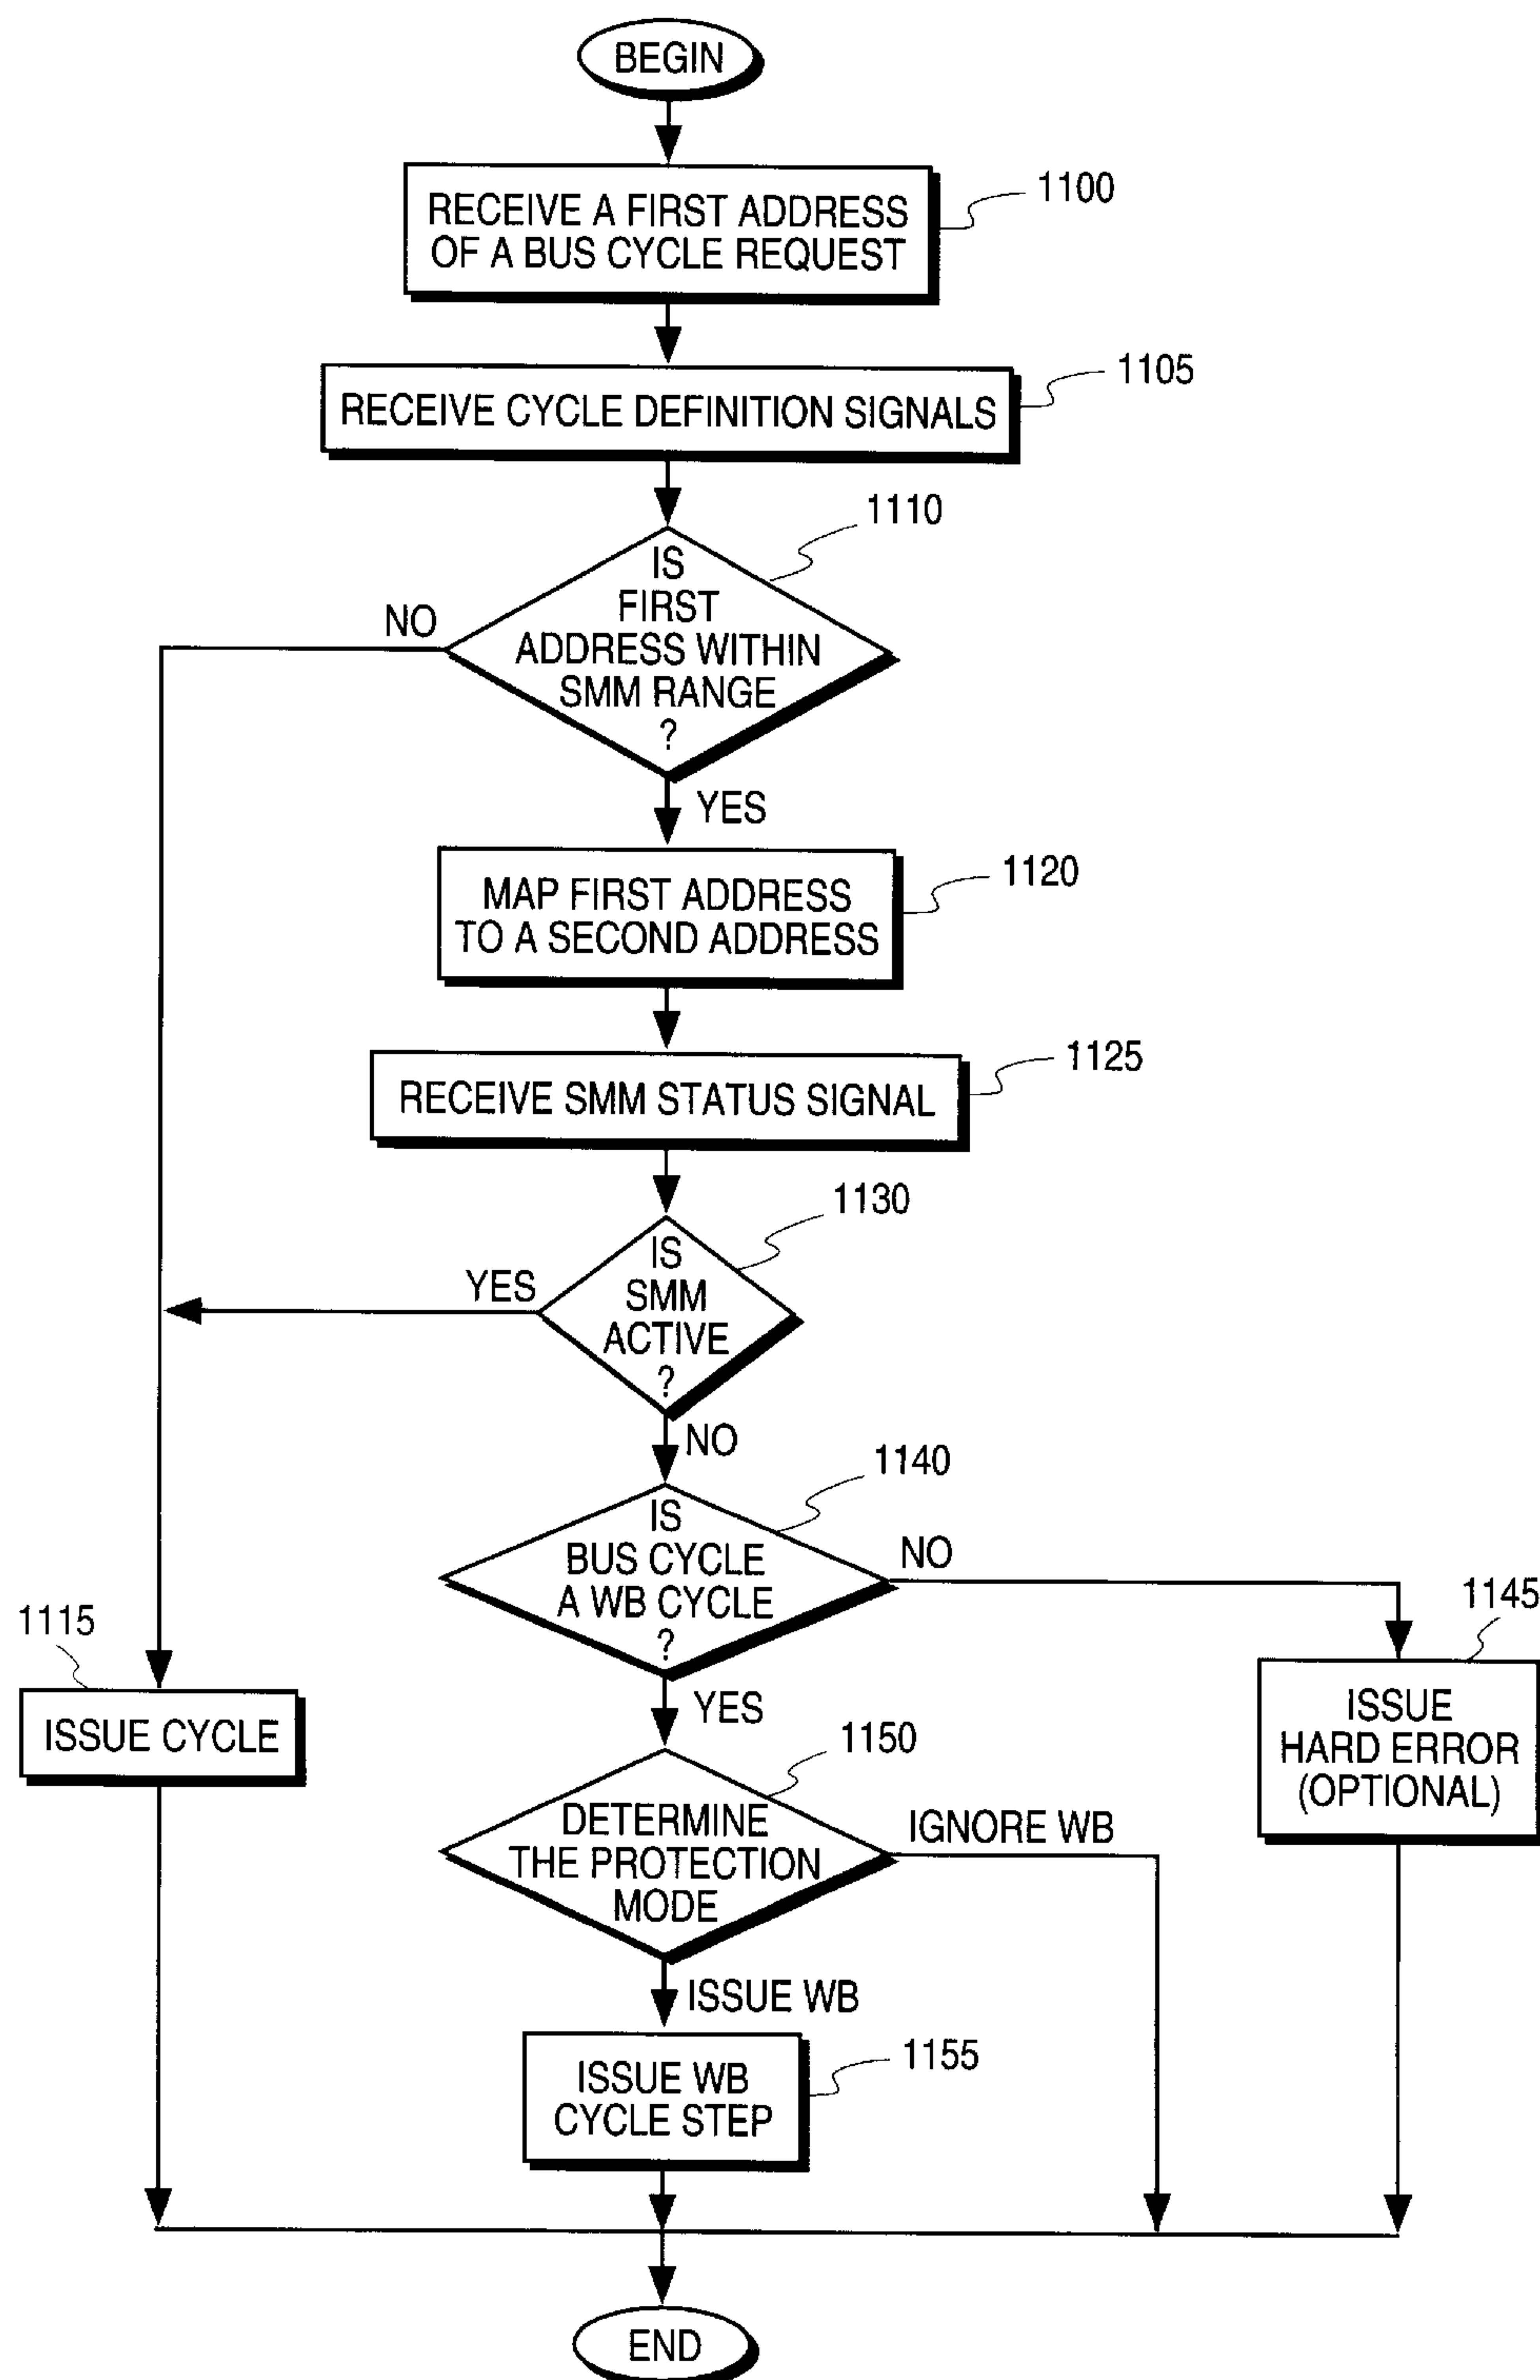 BEGIN
RECEIVE A FIRST ADDRESS
OF A BUS CYCLE REQUEST
1100
RECEIVE CYCLE DEFINITION SIGNALS
1105
1110
IS
FIRST
ADDRESS WITHIN
SMM RANGE
?
NO
YES
MAP FIRST ADDRESS
TO A SECOND ADDRESS
1120
RECEIVE SMM STATUS SIGNAL
1125
1130
IS
SMM
ACTIVE
?
YES
NO
1140
IS
BUS CYCLE
A WB CYCLE
?
NO
YES
1115
ISSUE CYCLE
1145
ISSUE
HARD ERROR
(OPTIONAL)
1150
DETERMINE
THE PROTECTION
MODE
IGNORE WB
ISSUE WB
ISSUE WB
CYCLE STEP
1155
END